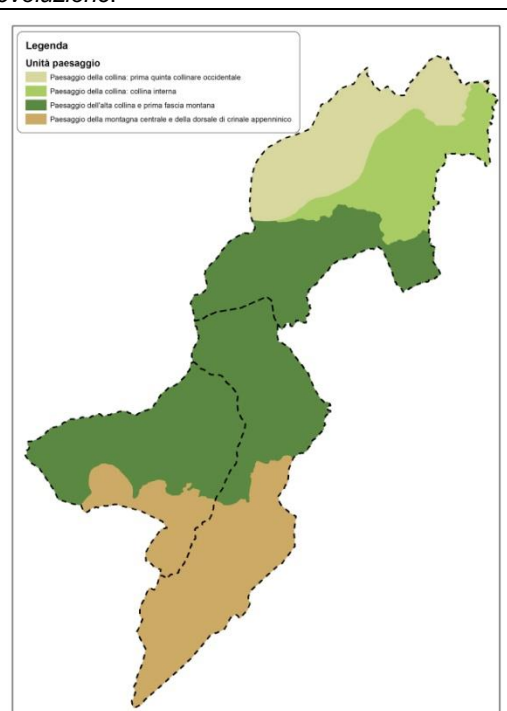 evoluzione.
Legenda
Unità paesaggio
Paesaggio della collina: prima quinta collinare occidentale
Paesaggio della collina: collina interna
Paesaggio dell'alta collina e prima fascia montana
Paesaggio della montagna centrale e della dorsale di crinale appenninico